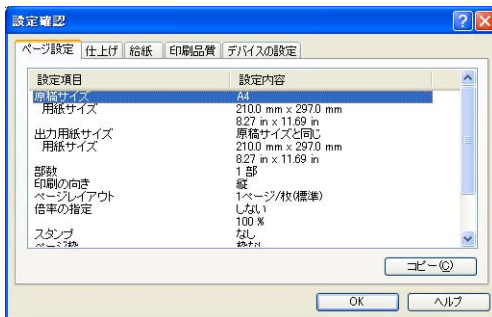 設定確認
ページ設定 仕上げ 給紙 印刷品質 デバイスの設定
設定項目 設定内容
原稿サイズ A4
用紙サイズ 210.0 mm x 297.0 mm
8.27 in x 11.69 in
出力用紙サイズ 原稿サイズと同じ
用紙サイズ 210.0 mm x 297.0 mm
8.27 in x 11.69 in
部数 1 部
印刷の向き 縦
ページレイアウト 1ページ/枚(標準)
倍率の指定 しない
100 %
スタンプ なし
ページ枠 枠なし
コピー(C)
OK ヘルプ